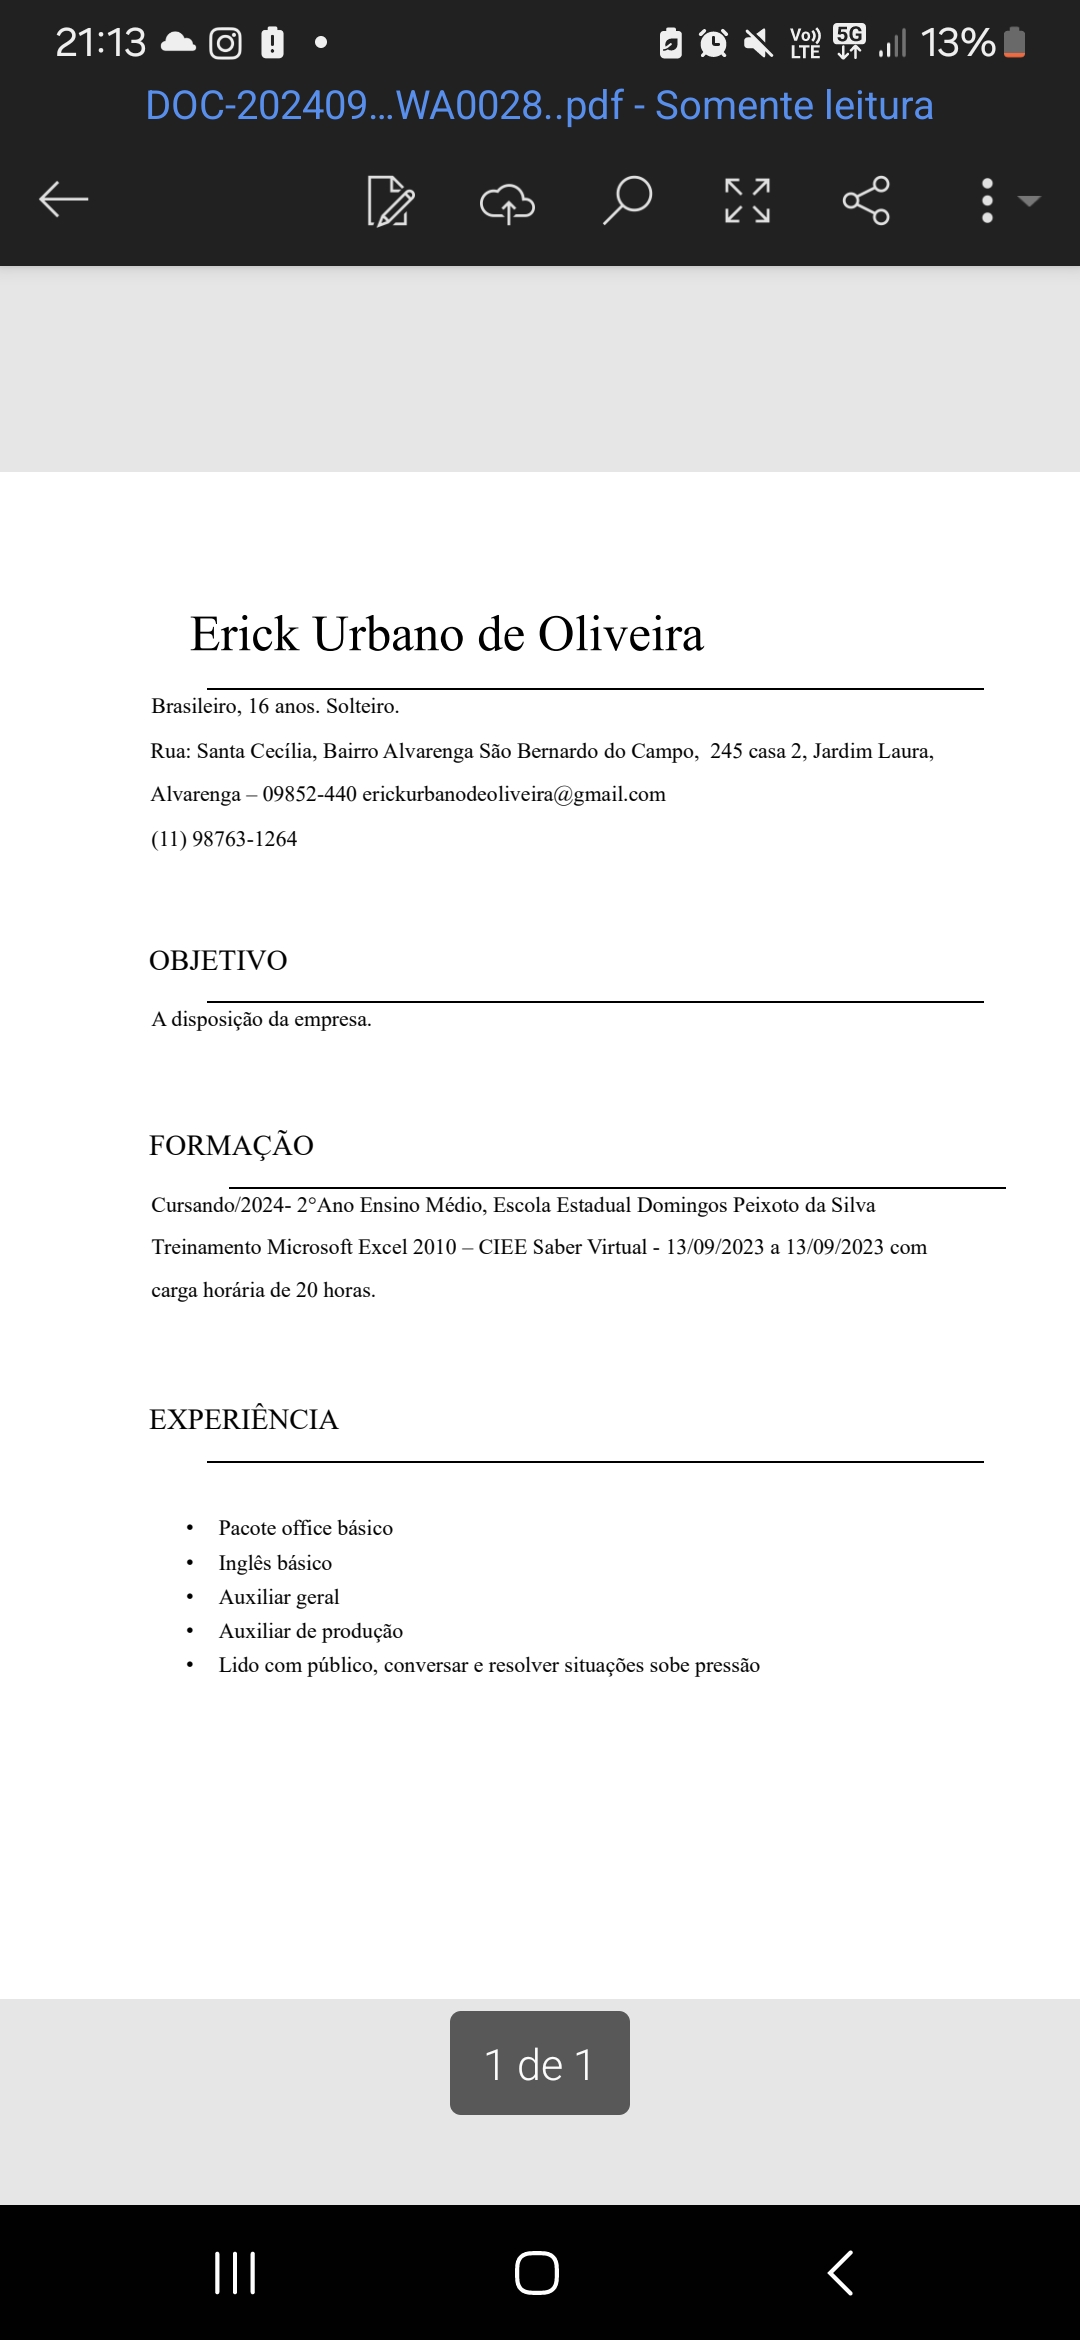 21:13
Vo)) LTE 5G 13%
DOC-202409...WA0028..pdf - Somente leitura
Erick Urbano de Oliveira
Brasileiro, 16 anos. Solteiro.
Rua: Santa Cecília, Bairro Alvarenga São Bernardo do Campo,  245 casa 2, Jardim Laura,
Alvarenga – 09852-440 erickurbanodeoliveira@gmail.com
(11) 98763-1264
OBJETIVO
A disposição da empresa.
FORMAÇÃO
Cursando/2024- 2°Ano Ensino Médio, Escola Estadual Domingos Peixoto da Silva
Treinamento Microsoft Excel 2010 – CIEE Saber Virtual - 13/09/2023 a 13/09/2023 com
carga horária de 20 horas.
EXPERIÊNCIA
• Pacote office básico
• Inglês básico
• Auxiliar geral
• Auxiliar de produção
• Lido com público, conversar e resolver situações sobe pressão
1 de 1